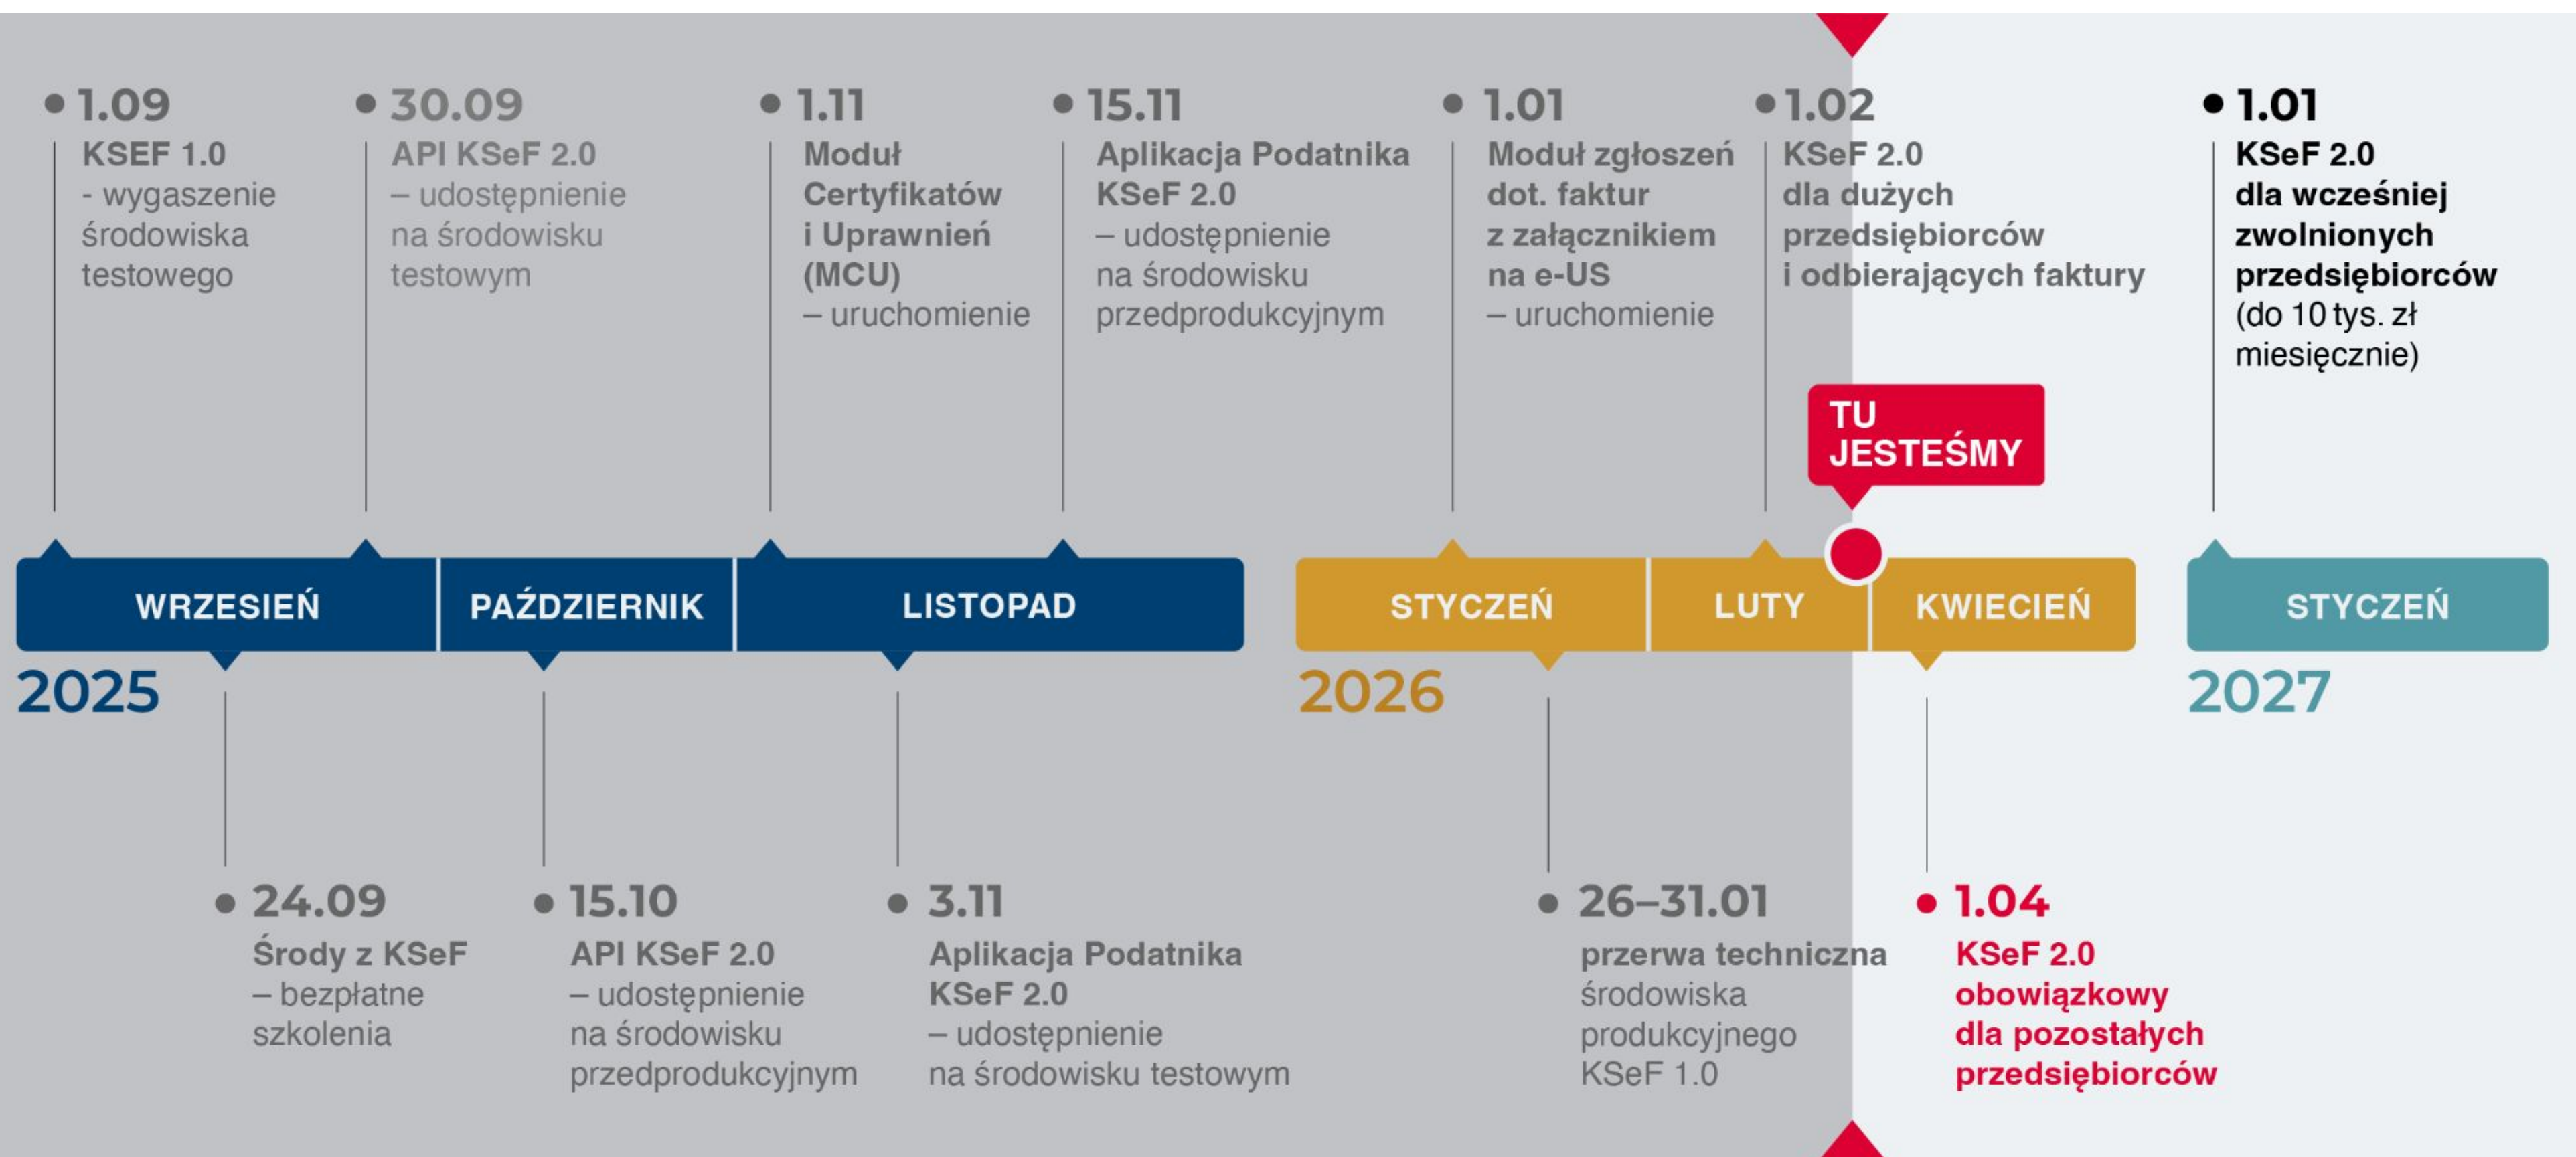 1.09
KSEF 1.0
- wygaszenie
środowiska
testowego
30.09
API KSeF 2.0
– udostępnienie
na środowisku
testowym
1.11
Moduł
Certyfikatów
i Uprawnień
(MCU)
– uruchomienie
15.11
Aplikacja Podatnika
KSeF 2.0
– udostępnienie
na środowisku
przedprodukcyjnym
1.01
Moduł zgłoszeń
dot. faktur
z załącznikiem
na e-US
– uruchomienie
1.02
KSeF 2.0
dla dużych
przedsiębiorców
i odbierających faktury
1.01
KSeF 2.0
dla wcześniej
zwolnionych
przedsiębiorców
(do 10 tys. zł
miesięcznie)
TU
JESTEŚMY
WRZESIEŃ
PAŹDZIERNIK
LISTOPAD
STYCZEŃ
LUTY
KWIECIEŃ
STYCZEŃ
2025
2026
2027
24.09
Środy z KSeF
– bezpłatne
szkolenia
15.10
API KSeF 2.0
– udostępnienie
na środowisku
przedprodukcyjnym
3.11
Aplikacja Podatnika
KSeF 2.0
– udostępnienie
na środowisku testowym
26–31.01
przerwa techniczna
środowiska
produkcyjnego
KSeF 1.0
1.04
KSeF 2.0
obowiązkowy
dla pozostałych
przedsiębiorców